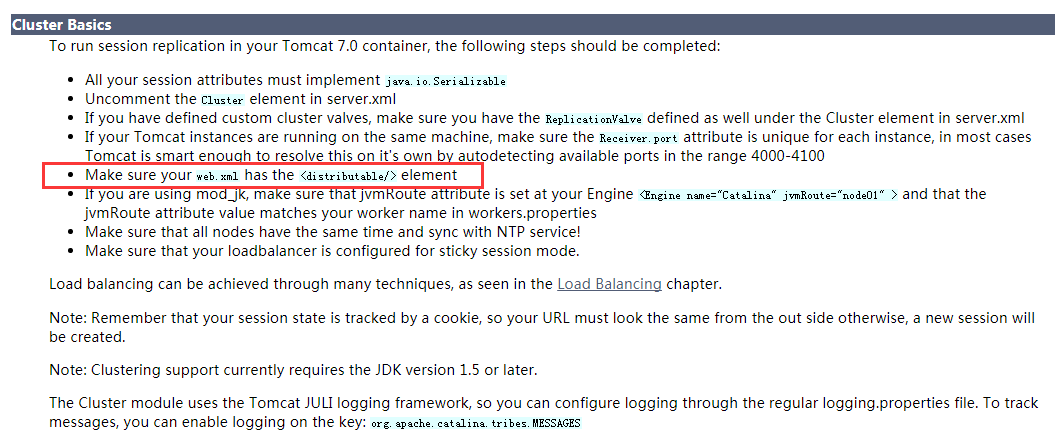 Cluster Basics
To run session replication in your Tomcat 7.0 container, the following steps should be completed:
All your session attributes must implement java.io.Serializable
Uncomment the Cluster element in server.xml
If you have defined custom cluster valves, make sure you have the ReplicationValve defined as well under the Cluster element in server.xml
If your Tomcat instances are running on the same machine, make sure the Receiver.port attribute is unique for each instance, in most cases
Tomcat is smart enough to resolve this on it's own by autodetecting available ports in the range 4000-4100
Make sure your web.xml has the <distributable/> element
If you are using mod_jk, make sure that jvmRoute attribute is set at your Engine <Engine name="Catalina" jvmRoute="node01" > and that the
jvmRoute attribute value matches your worker name in workers.properties
Make sure that all nodes have the same time and sync with NTP service!
Make sure that your loadbalancer is configured for sticky session mode.
Load balancing can be achieved through many techniques, as seen in the Load Balancing chapter.
Note: Remember that your session state is tracked by a cookie, so your URL must look the same from the out side otherwise, a new session will
be created.
Note: Clustering support currently requires the JDK version 1.5 or later.
The Cluster module uses the Tomcat JULI logging framework, so you can configure logging through the regular logging.properties file. To track
messages, you can enable logging on the key: org.apache.catalina.tribes.MESSAGES